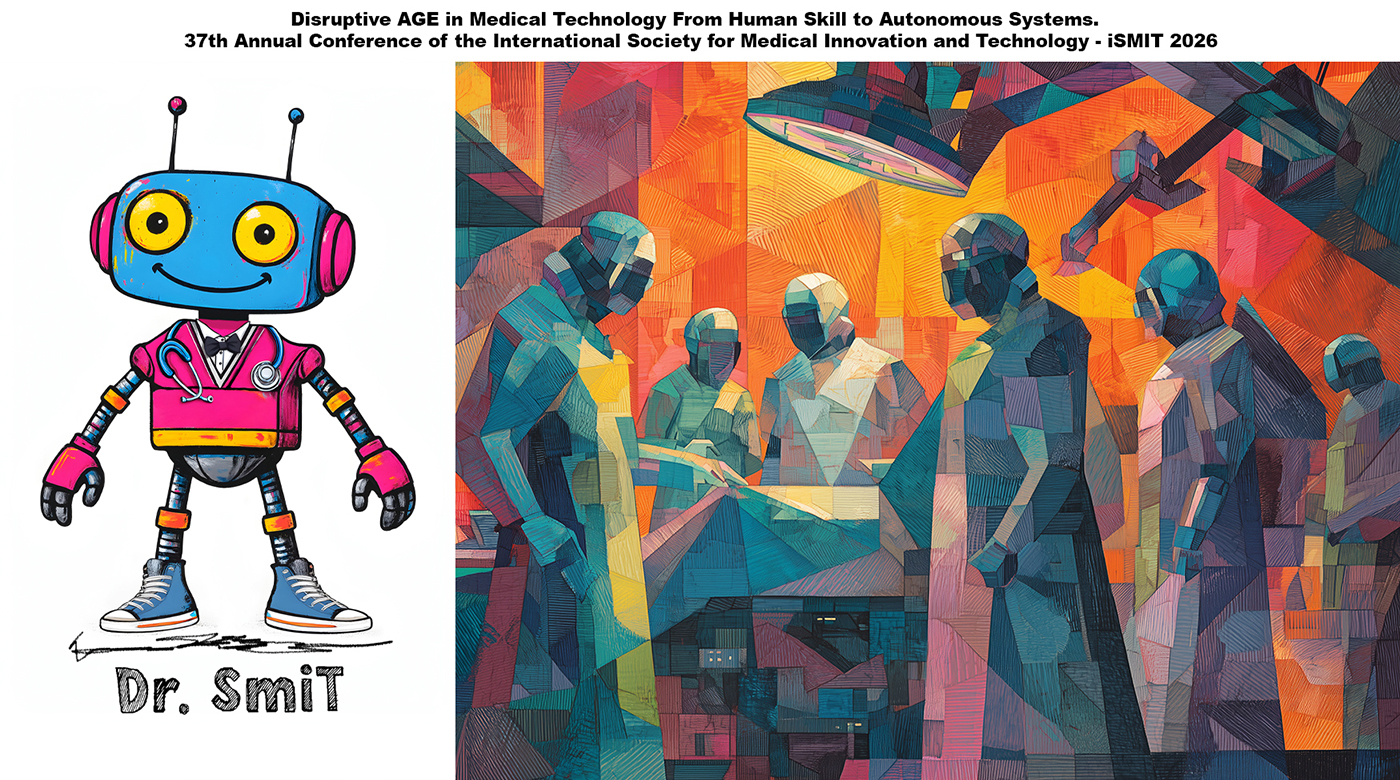 Disruptive AGE in Medical Technology From Human Skill to Autonomous Systems.
37th Annual Conference of the International Society for Medical Innovation and Technology - iSMIT 2026
Dr. SmiT